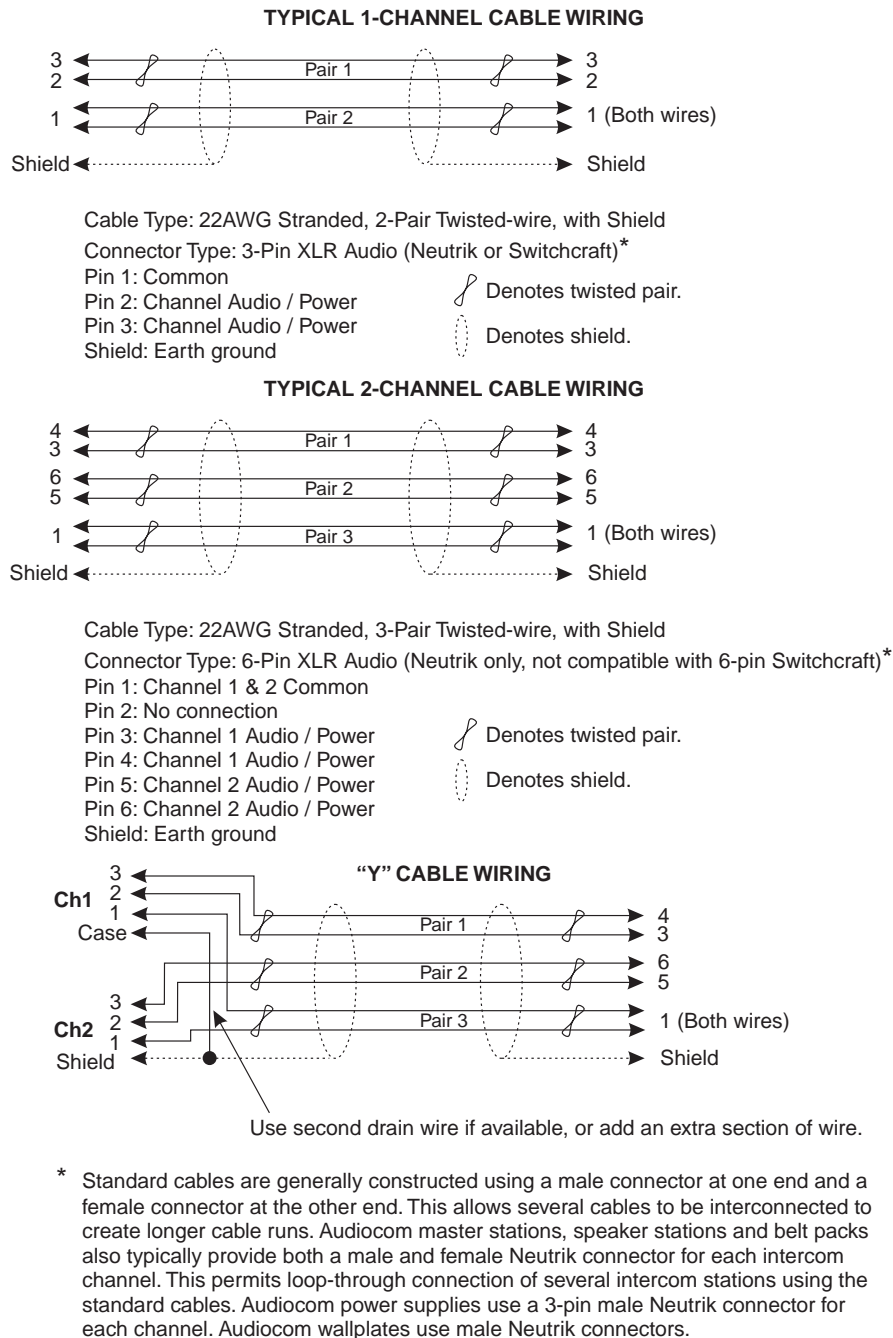 TYPICAL 1-CHANNEL CABLE WIRING
3 Pair 1 3
2 2
1 Pair 2 1 (Both wires)
Shield Shield
Cable Type: 22AWG Stranded, 2-Pair Twisted-wire, with Shield
Connector Type: 3-Pin XLR Audio (Neutrik or Switchcraft)*
Pin 1: Common
Pin 2: Channel Audio / Power
Pin 3: Channel Audio / Power
Shield: Earth ground
Denotes twisted pair.
Denotes shield.
TYPICAL 2-CHANNEL CABLE WIRING
4 Pair 1 4
3 3
6 Pair 2 6
5 5
1 Pair 3 1 (Both wires)
Shield Shield
Cable Type: 22AWG Stranded, 3-Pair Twisted-wire, with Shield
Connector Type: 6-Pin XLR Audio (Neutrik only, not compatible with 6-pin Switchcraft)*
Pin 1: Channel 1 & 2 Common
Pin 2: No connection
Pin 3: Channel 1 Audio / Power
Pin 4: Channel 1 Audio / Power
Pin 5: Channel 2 Audio / Power
Pin 6: Channel 2 Audio / Power
Shield: Earth ground
Denotes twisted pair.
Denotes shield.
“Y” CABLE WIRING
Ch1
3
2
1
Case
Ch2
3
2
1
Shield
Pair 1
Pair 2
Pair 3
4
3
6
5
1 (Both wires)
Shield
Use second drain wire if available, or add an extra section of wire.
* Standard cables are generally constructed using a male connector at one end and a
female connector at the other end. This allows several cables to be interconnected to
create longer cable runs. Audiocom master stations, speaker stations and belt packs
also typically provide both a male and female Neutrik connector for each intercom
channel. This permits loop-through connection of several intercom stations using the
standard cables. Audiocom power supplies use a 3-pin male Neutrik connector for
each channel. Audiocom wallplates use male Neutrik connectors.